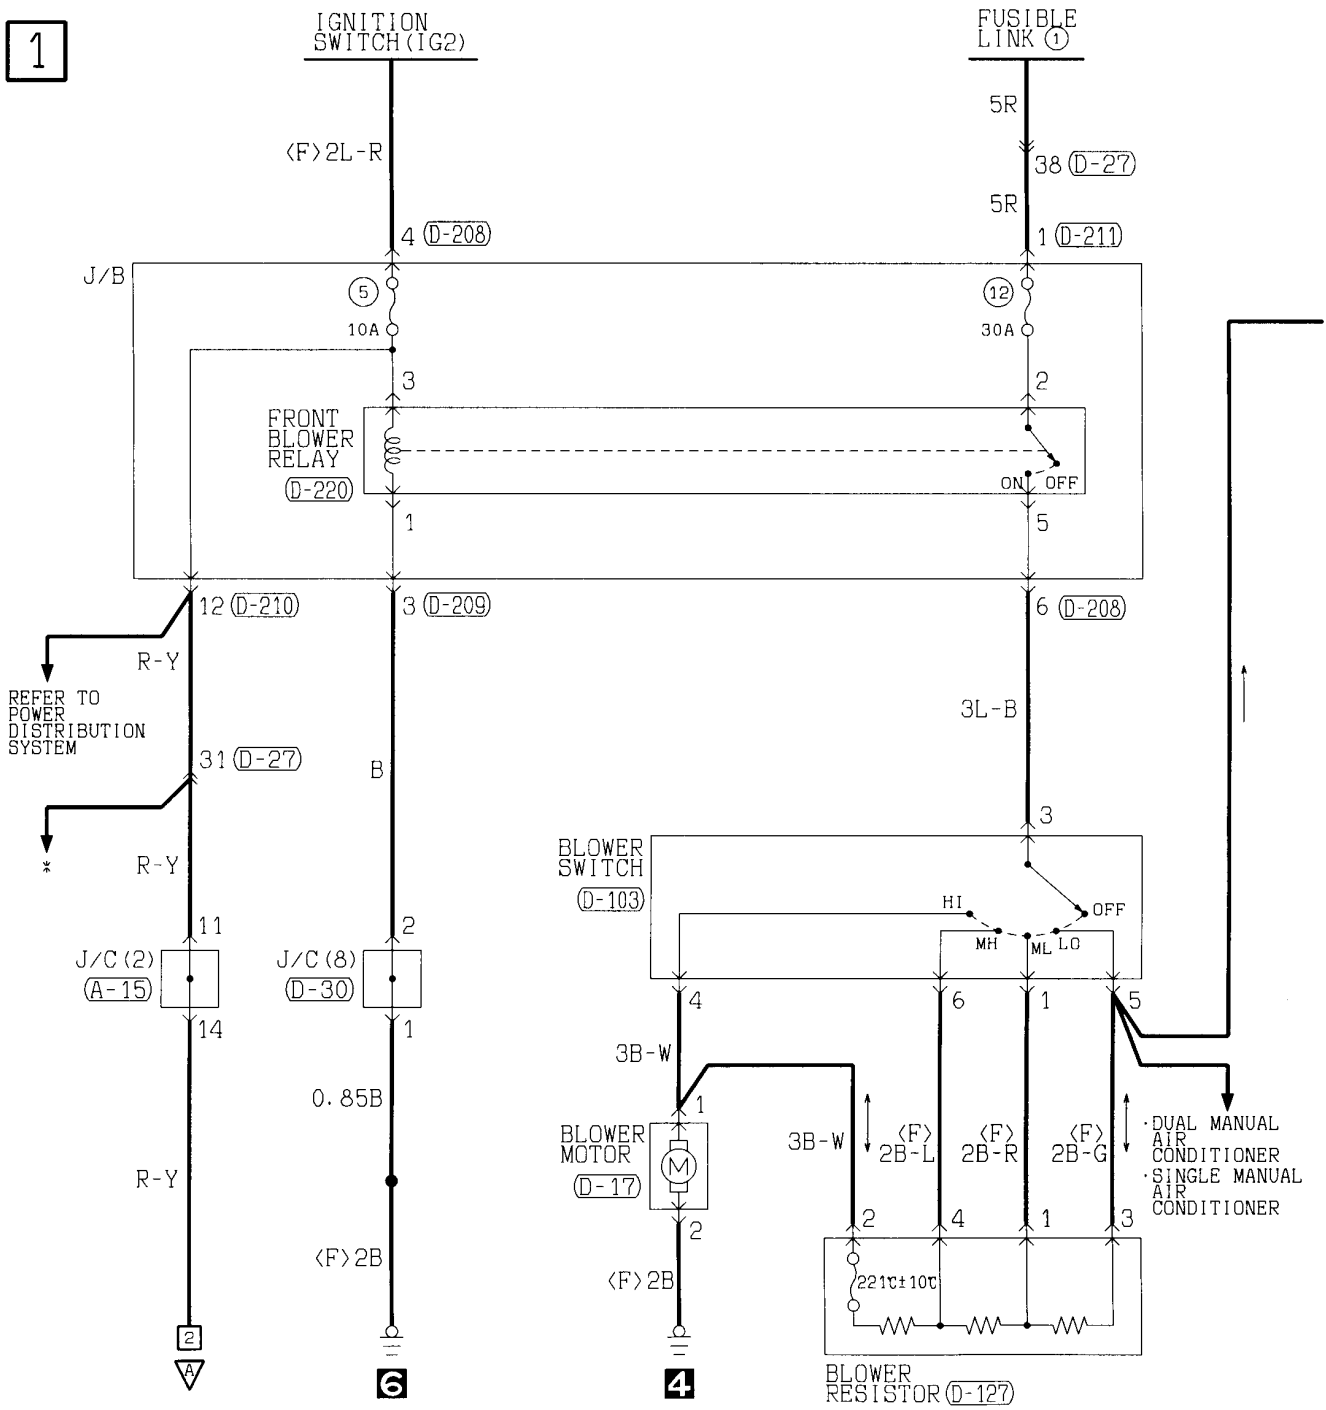 1
IGNITION
SWITCH(IG2)
FUSIBLE
LINK ①
5R
<F>2L-R
38 (D-27)
5R
4 (D-208)
1 (D-211)
J/B
5
12
10A
30A
3
2
FRONT
BLOWER
RELAY
(D-220)
ON OFF
1
5
12 (D-210)
3 (D-209)
6 (D-208)
R-Y
REFER TO
POWER
DISTRIBUTION
SYSTEM
3L-B
31 (D-27)
B
3
*
R-Y
BLOWER
SWITCH
(D-103)
HI
OFF
MH
ML
LO
11
2
J/C(2)
(A-15)
J/C(8)
(D-30)
4
6
1
5
14
1
3B-W
0.85B
1
BLOWER
MOTOR
(D-17)
M
3B-W
<F>
2B-L
<F>
2B-R
<F>
2B-G
·DUAL MANUAL
AIR
CONDITIONER
·SINGLE MANUAL
AIR
CONDITIONER
R-Y
2
2
4
1
3
<F>2B
<F>2B
221℃±10℃
2
A
6
4
BLOWER
RESISTOR (D-127)